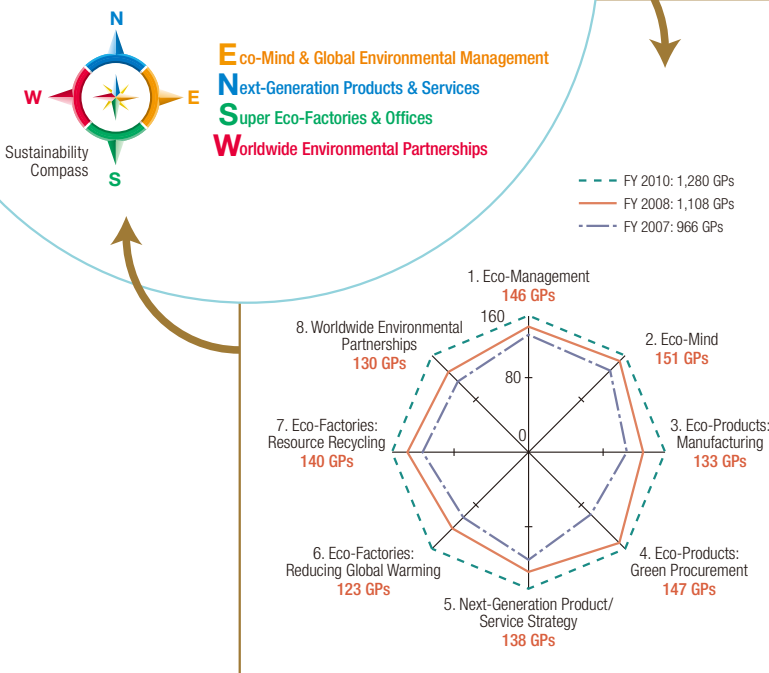 N
W
E
S
Sustainability
Compass
Eco-Mind & Global Environmental Management
Next-Generation Products & Services
Super Eco-Factories & Offices
Worldwide Environmental Partnerships
FY 2010: 1,280 GPs
FY 2008: 1,108 GPs
FY 2007: 966 GPs
1. Eco-Management
146 GPs
160
80
0
2. Eco-Mind
151 GPs
3. Eco-Products:
Manufacturing
133 GPs
4. Eco-Products:
Green Procurement
147 GPs
5. Next-Generation Product/
Service Strategy
138 GPs
6. Eco-Factories:
Reducing Global Warming
123 GPs
7. Eco-Factories:
Resource Recycling
140 GPs
8. Worldwide Environmental
Partnerships
130 GPs